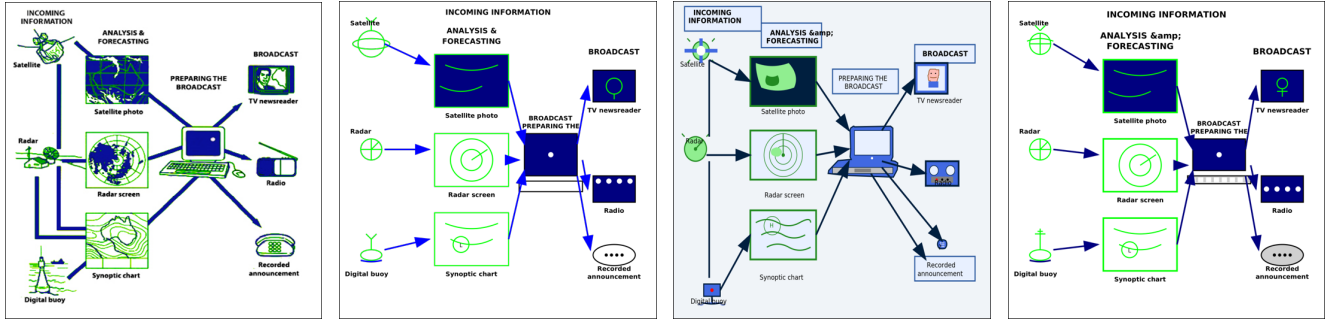 INCOMING
INFORMATION
ANALYSIS &
FORECASTING
BROADCAST
Satellite
PREPARING THE
BROADCAST
TV newsreader
Satellite photo
Radar
Radar screen
Radio
Synoptic chart
Recorded
announcement
Digital buoy
INCOMING INFORMATION
Satellite
ANALYSIS &
FORECASTING
BROADCAST
TV newsreader
Satellite photo
BROADCAST
PREPARING THE
Radar
Radar screen
Radio
L
Digital buoy
Synoptic chart
Recorded
announcement
INCOMING
INFORMATION
ANALYSIS &amp;
FORECASTING
BROADCAST
Satellite
PREPARING THE
BROADCAST
TV newsreader
Satellite photo
Radar
Radar screen
Radio
H
Synoptic chart
Recorded
announcement
Digital buoy
INCOMING INFORMATION
Satellite
ANALYSIS &amp;
FORECASTING
BROADCAST
TV newsreader
Satellite photo
BROADCAST
PREPARING THE
Radar
Radar screen
Radio
L
Digital buoy
Synoptic chart
Recorded
announcement